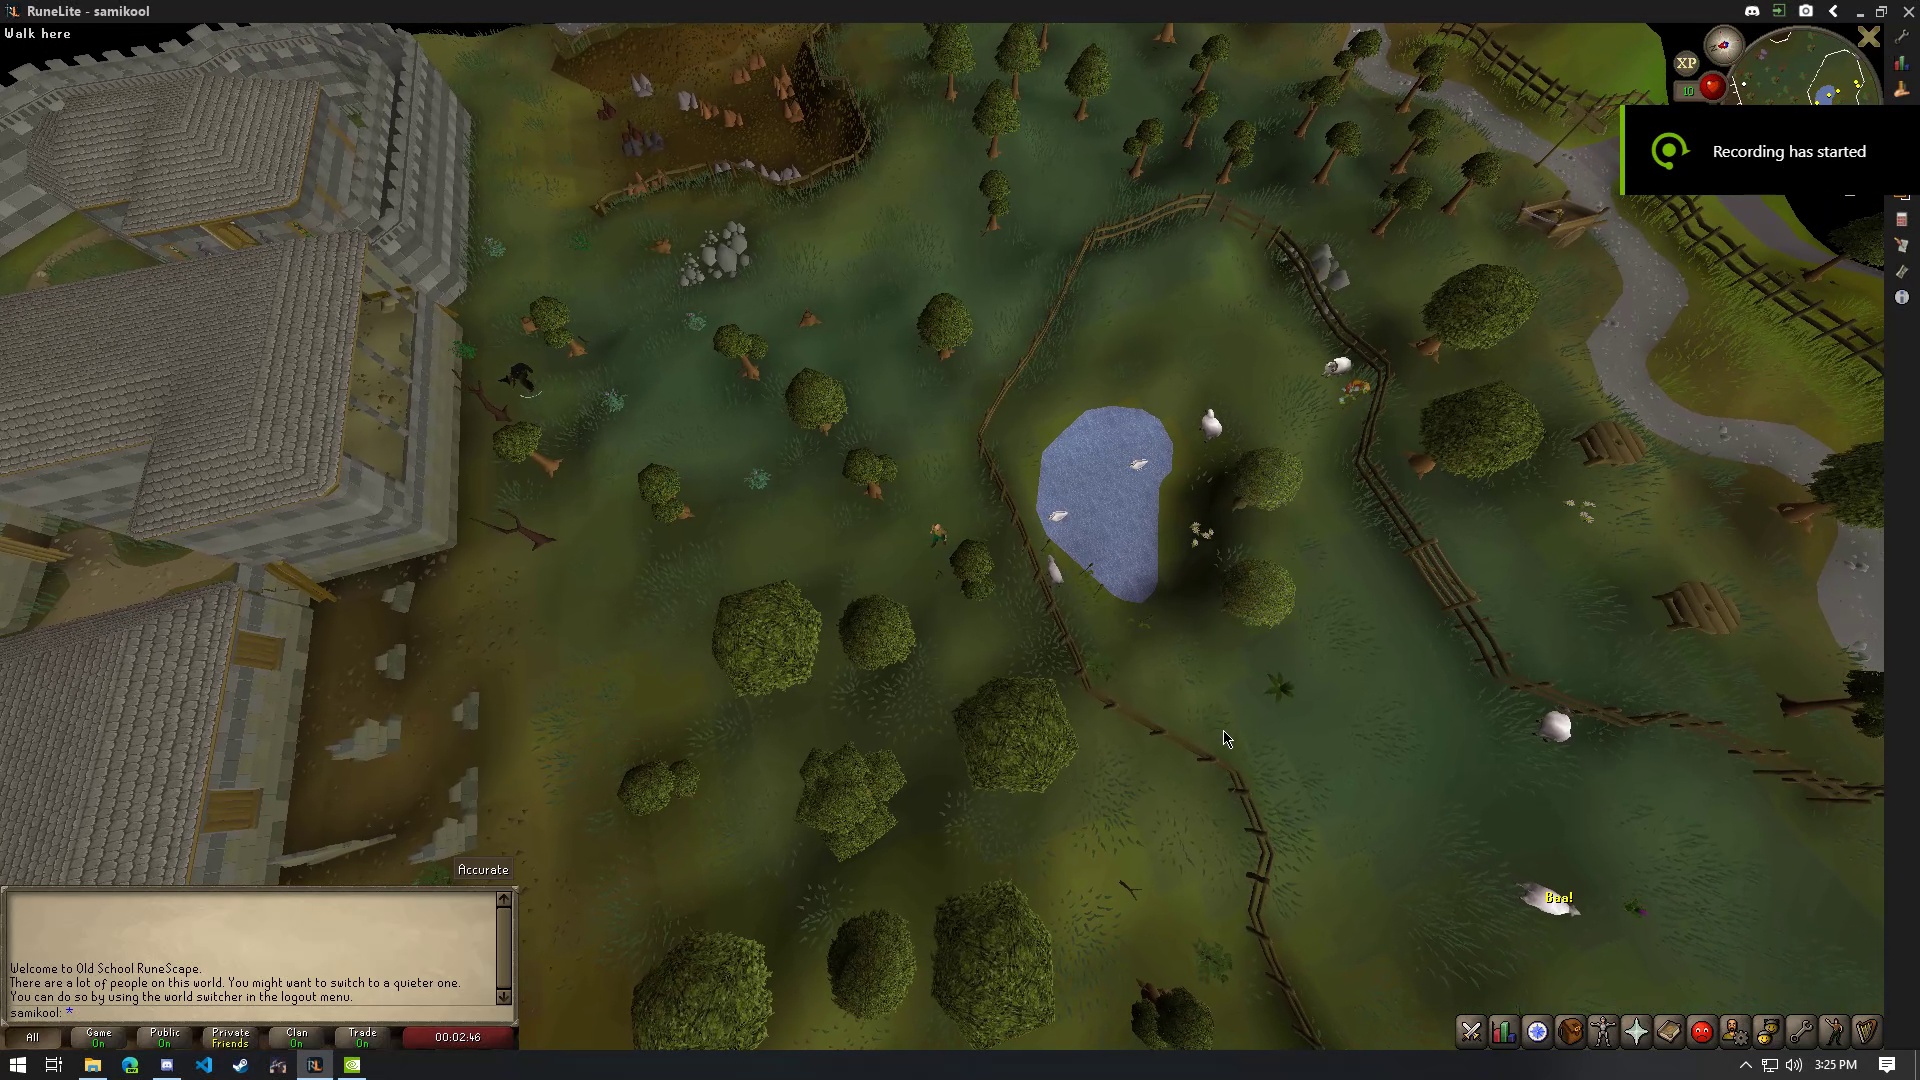 RuneLite - samikool
Walk here
XP
10
Recording has started
Baa!
Accurate
Welcome to Old School RuneScape.
There are a lot of people on this world. You might want to switch to a quieter one.
You can do so by using the world switcher in the logout menu.
samikool: *
All
Game
On
Public
On
Private
Friends
Clan
On
Trade
On
00:02:46
3:25 PM